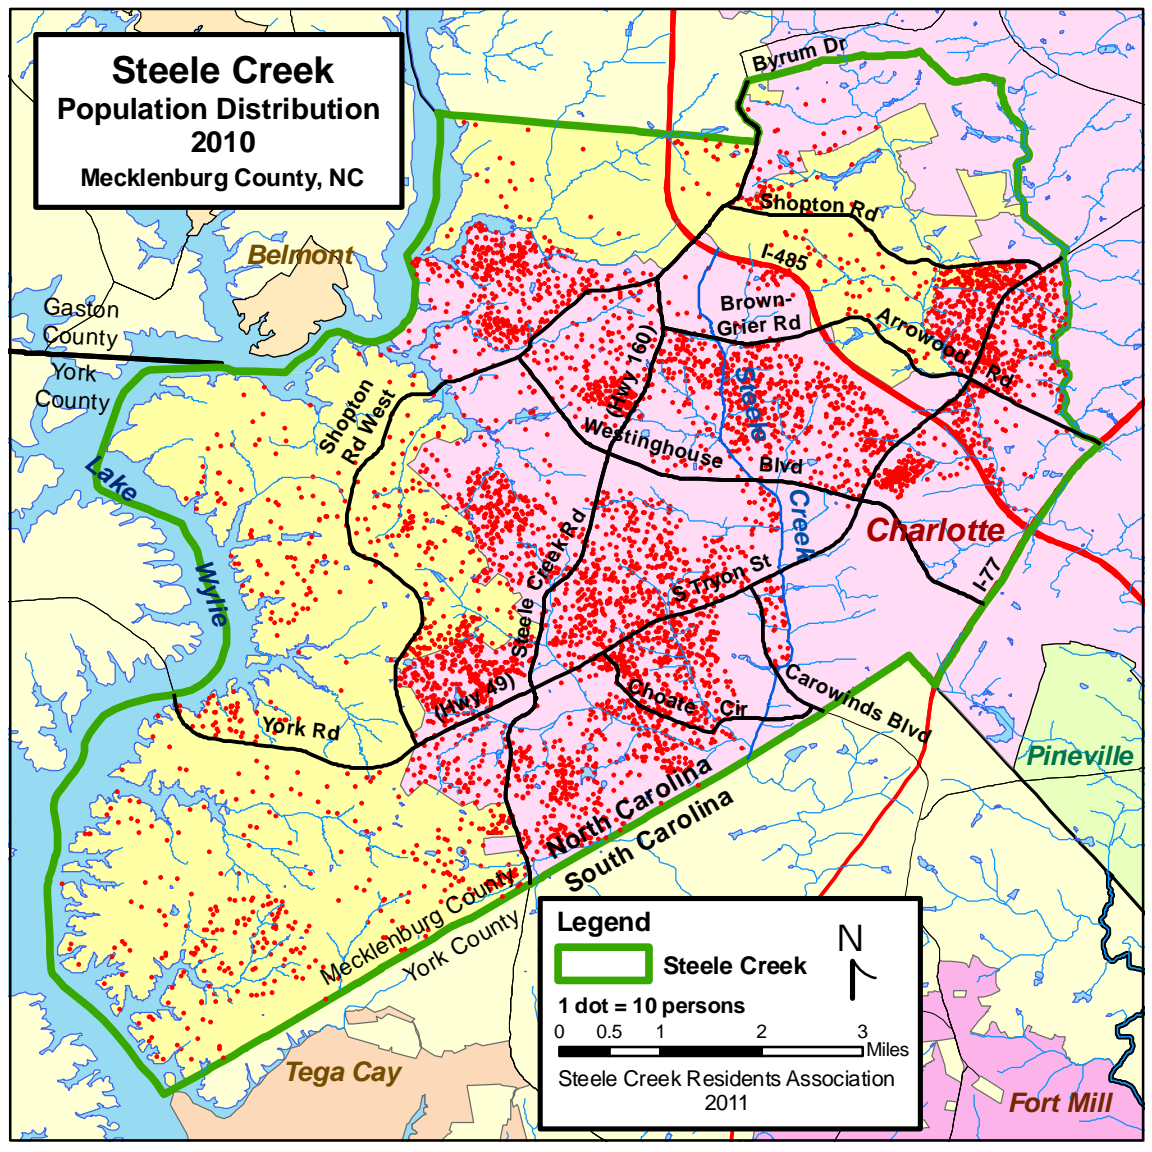 Steele Creek
Population Distribution
2010
Mecklenburg County, NC
Byrum Dr
Shopton Rd
Belmont
I-485
Gaston
County
Brown-
Grier Rd
Arrowood
Rd
York
County
Shopton
Rd West
(Hwy 160)
Steele
Westinghouse
Blvd
Lake
Creek
Charlotte
Steele Creek Rd
S Tryon St
I-77
Wylie
(Hwy 49)
Choate
Cir
Carowinds Blvd
York Rd
Pineville
North Carolina
South Carolina
Mecklenburg County
York County
Legend
N
Steele Creek
1 dot = 10 persons
0 0.5 1 2 3
Miles
Steele Creek Residents Association
2011
Tega Cay
Fort Mill